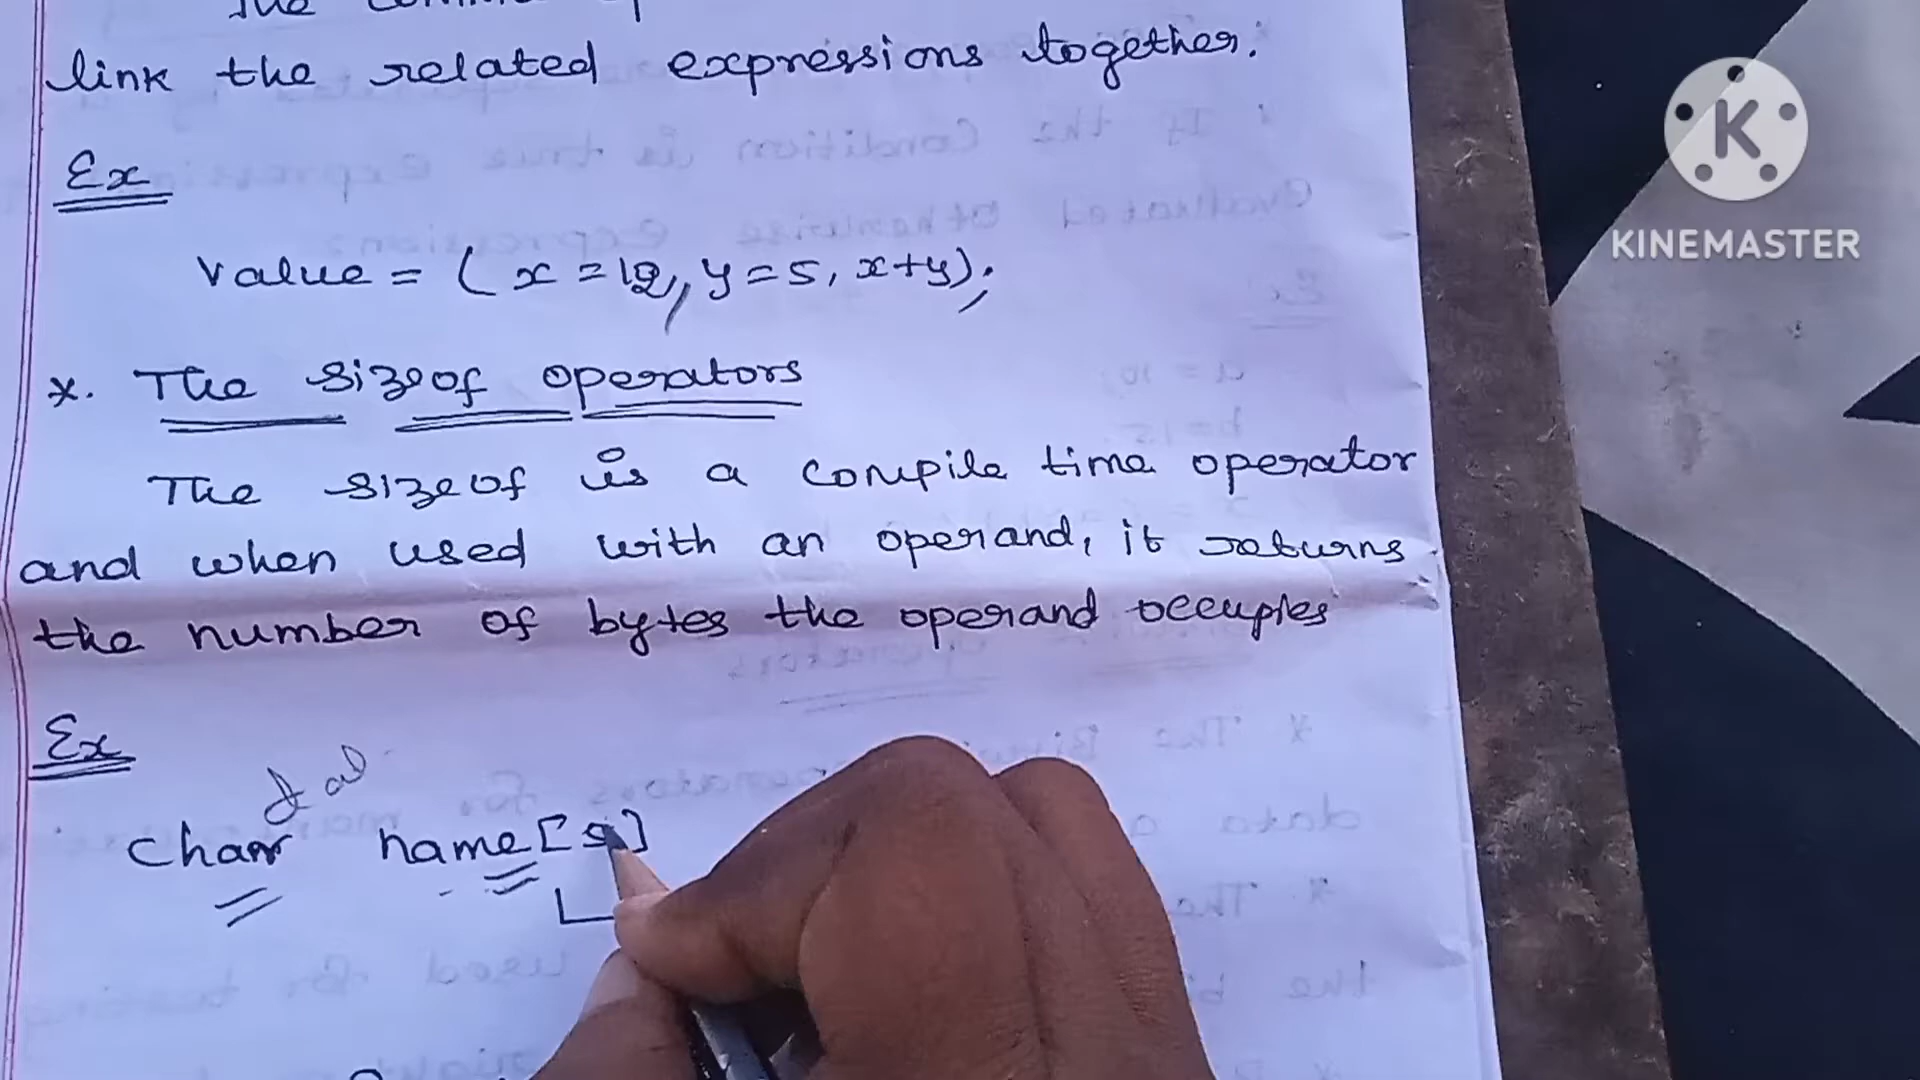 link the related expressions together.
Ex
Value = ( x = 12, y = 5, x+y);
*. The sizeof operators
The sizeof is a compile time operator
and when used with an operand, it returns
the number of bytes the operand occupies
Ex
char name[5]
K
KINEMASTER